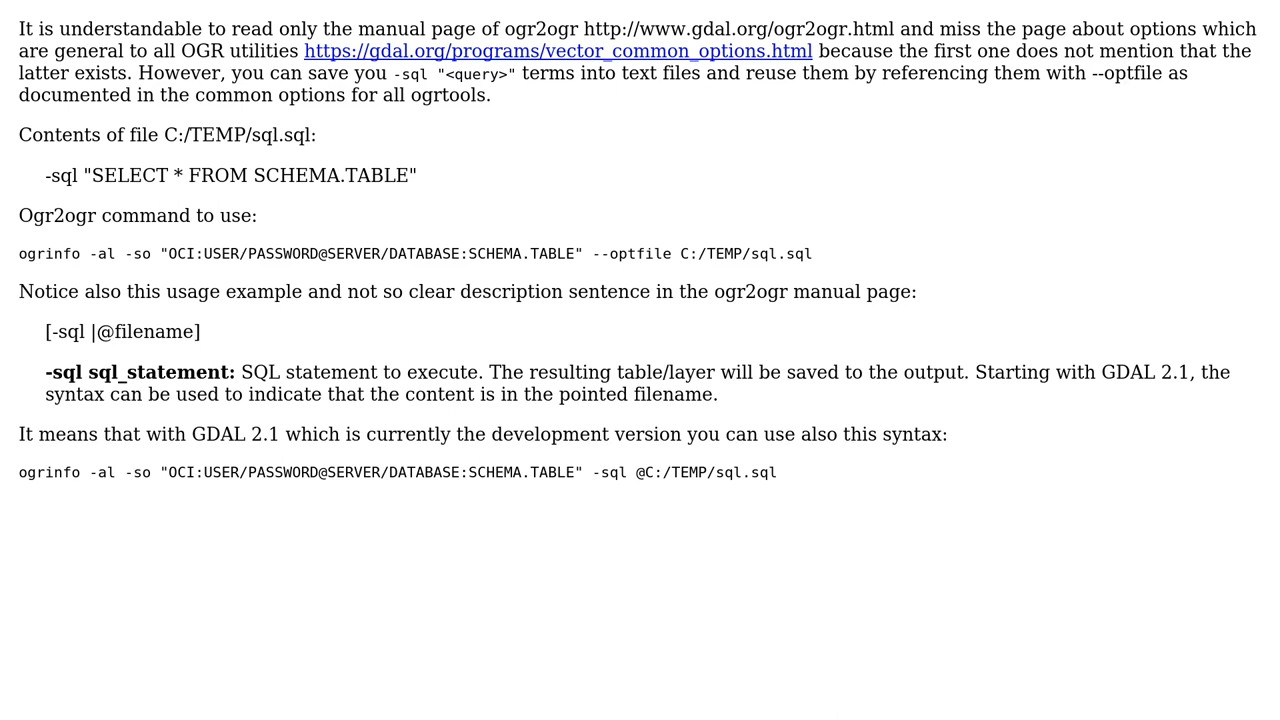 It is understandable to read only the manual page of ogr2ogr http://www.gdal.org/ogr2ogr.html and miss the page about options which
are general to all OGR utilities https://gdal.org/programs/vector_common_options.html because the first one does not mention that the
latter exists. However, you can save you -sql "<query>" terms into text files and reuse them by referencing them with --optfile as
documented in the common options for all ogrtools.
Contents of file C:/TEMP/sql.sql:
-sql "SELECT * FROM SCHEMA.TABLE"
Ogr2ogr command to use:
ogrinfo -al -so "OCI:USER/PASSWORD@SERVER/DATABASE:SCHEMA.TABLE" --optfile C:/TEMP/sql.sql
Notice also this usage example and not so clear description sentence in the ogr2ogr manual page:
[-sql |@filename]
-sql sql_statement: SQL statement to execute. The resulting table/layer will be saved to the output. Starting with GDAL 2.1, the
syntax can be used to indicate that the content is in the pointed filename.
It means that with GDAL 2.1 which is currently the development version you can use also this syntax:
ogrinfo -al -so "OCI:USER/PASSWORD@SERVER/DATABASE:SCHEMA.TABLE" -sql @C:/TEMP/sql.sql